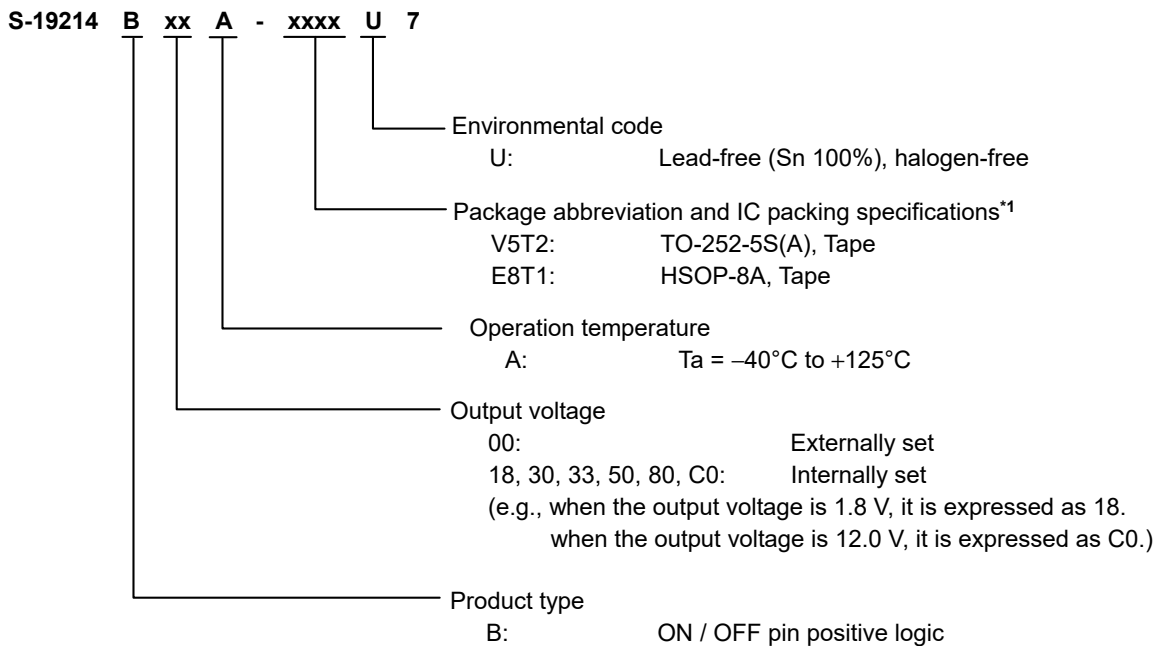 S-19214 B xx A - xxxx U 7
Environmental code
U: Lead-free (Sn 100%), halogen-free
Package abbreviation and IC packing specifications*1
V5T2: TO-252-5S(A), Tape
E8T1: HSOP-8A, Tape
Operation temperature
A: Ta = −40°C to +125°C
Output voltage
00: Externally set
18, 30, 33, 50, 80, C0: Internally set
(e.g., when the output voltage is 1.8 V, it is expressed as 18.
when the output voltage is 12.0 V, it is expressed as C0.)
Product type
B: ON / OFF pin positive logic